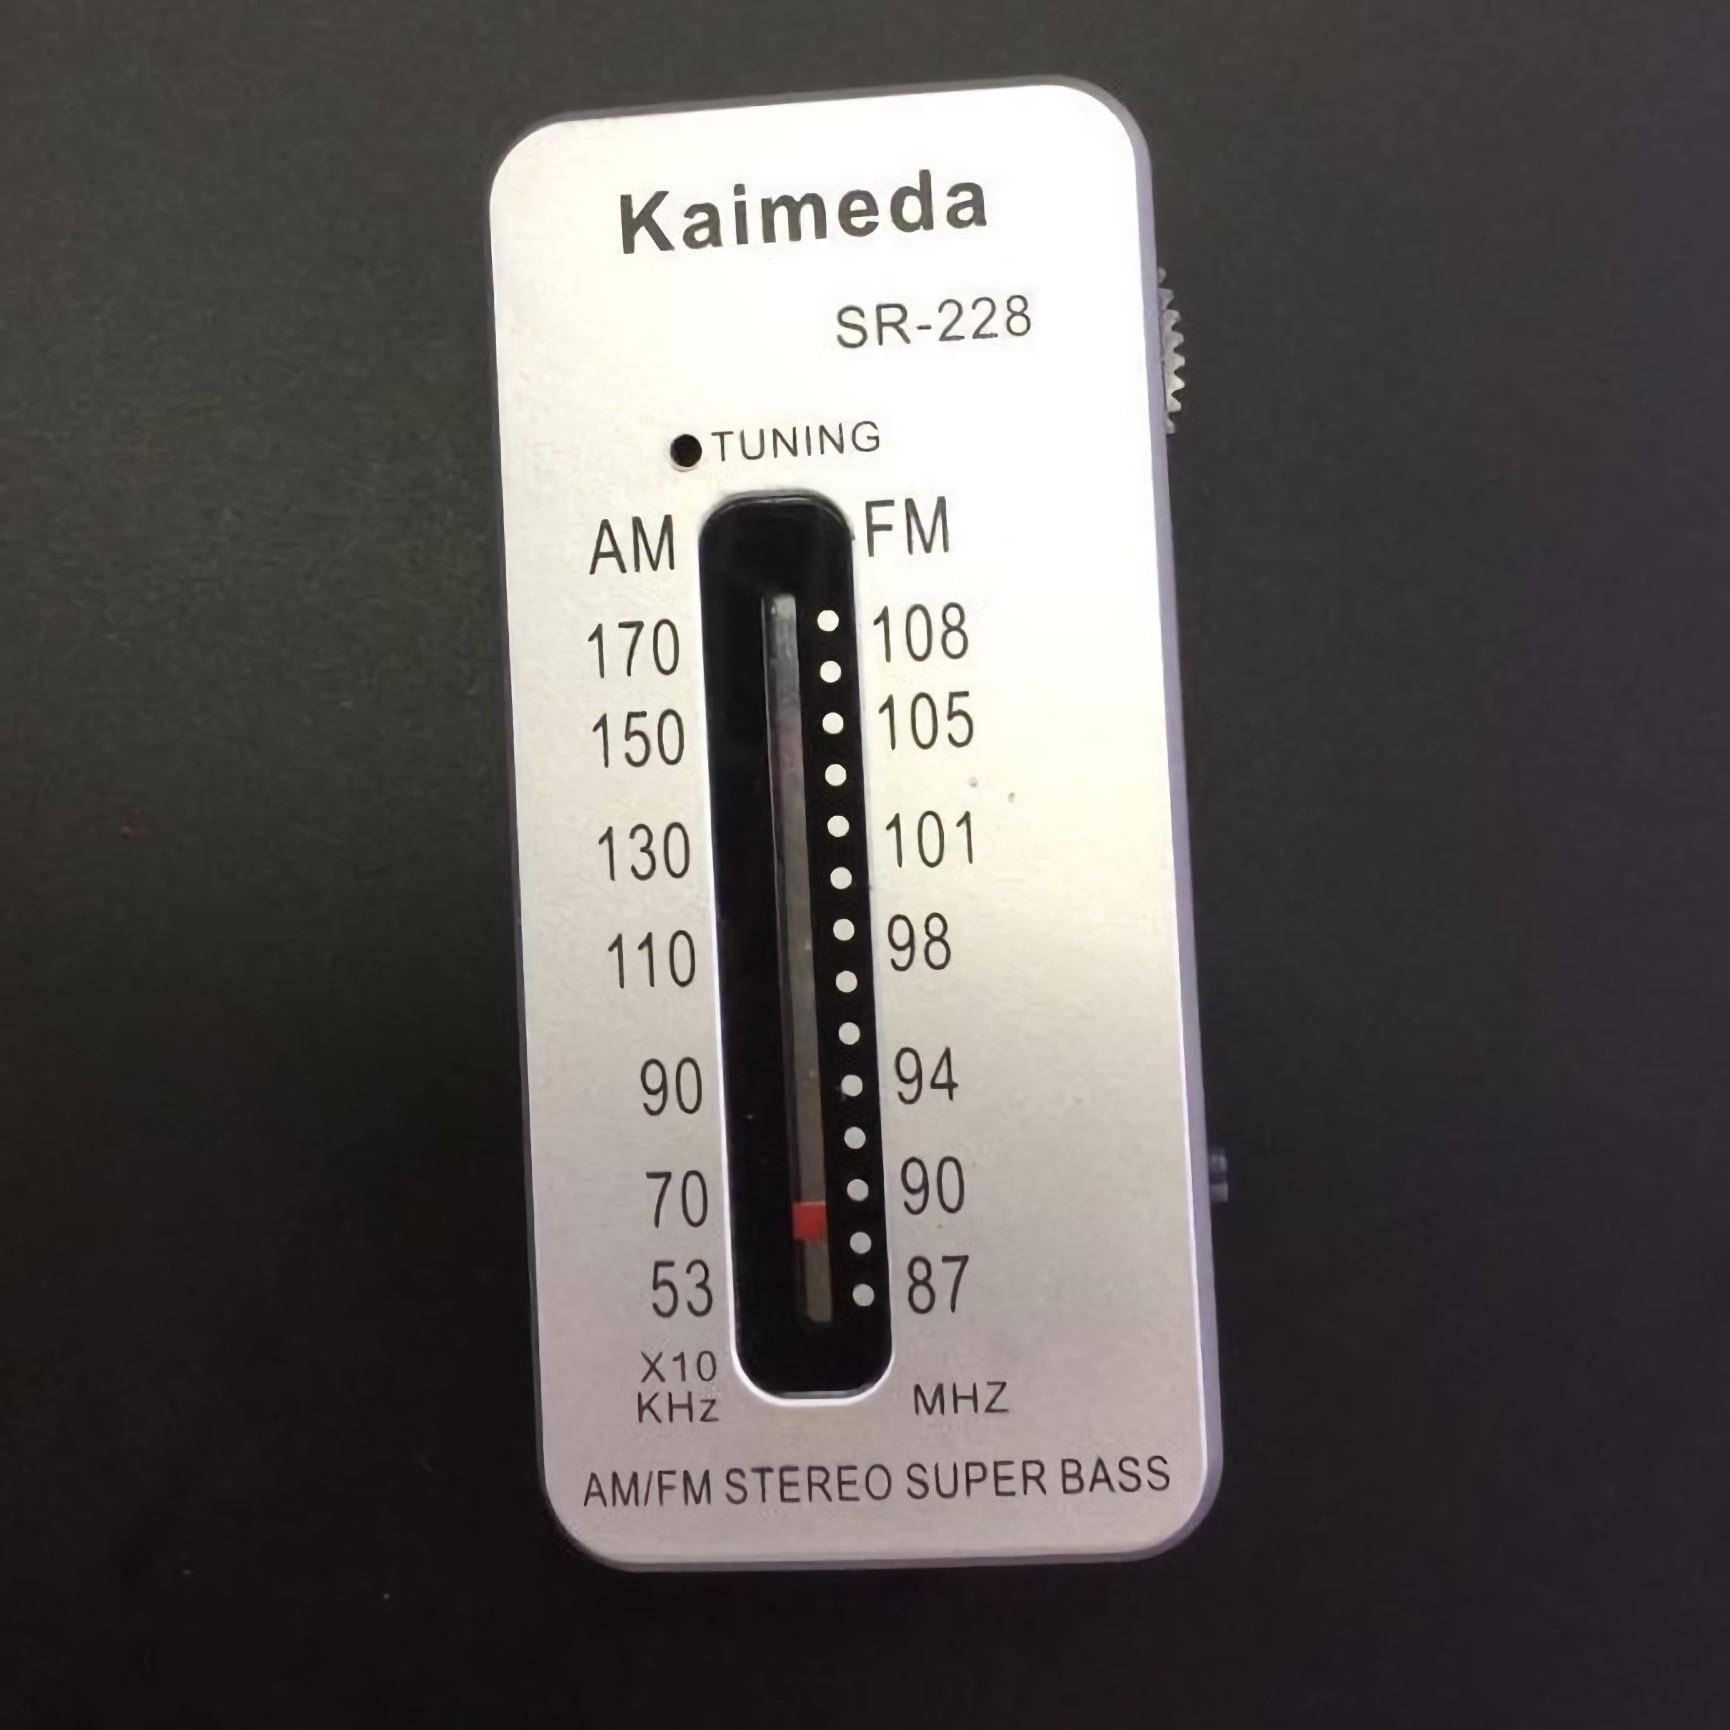 Kaimeda
SR-228
TUNING
AM FM
170 108
150 105
130 101
110 98
90 94
70 90
53 87
X10
KHz MHZ
AM/FM STEREO SUPER BASS